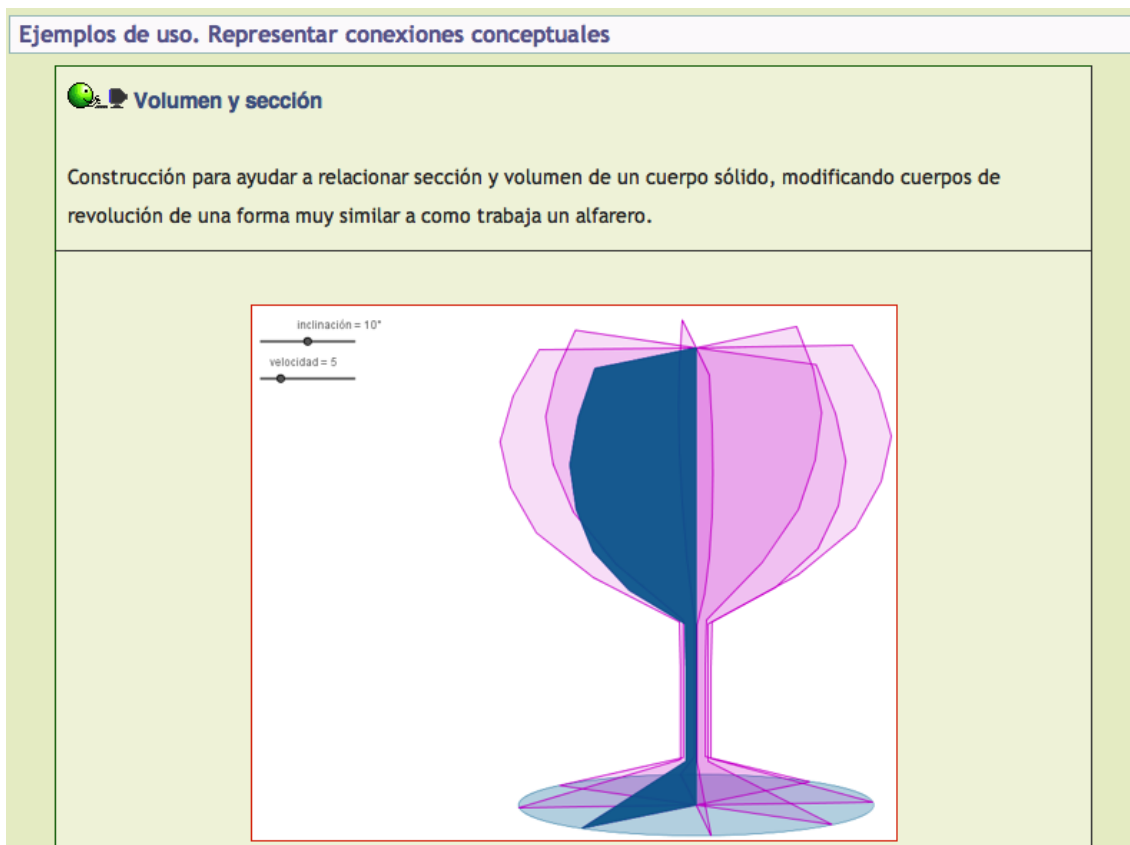 Ejemplos de uso. Representar conexiones conceptuales
Volumen y sección
Construcción para ayudar a relacionar sección y volumen de un cuerpo sólido, modificando cuerpos de
revolución de una forma muy similar a como trabaja un alfarero.
inclinación = 10°
velocidad = 5